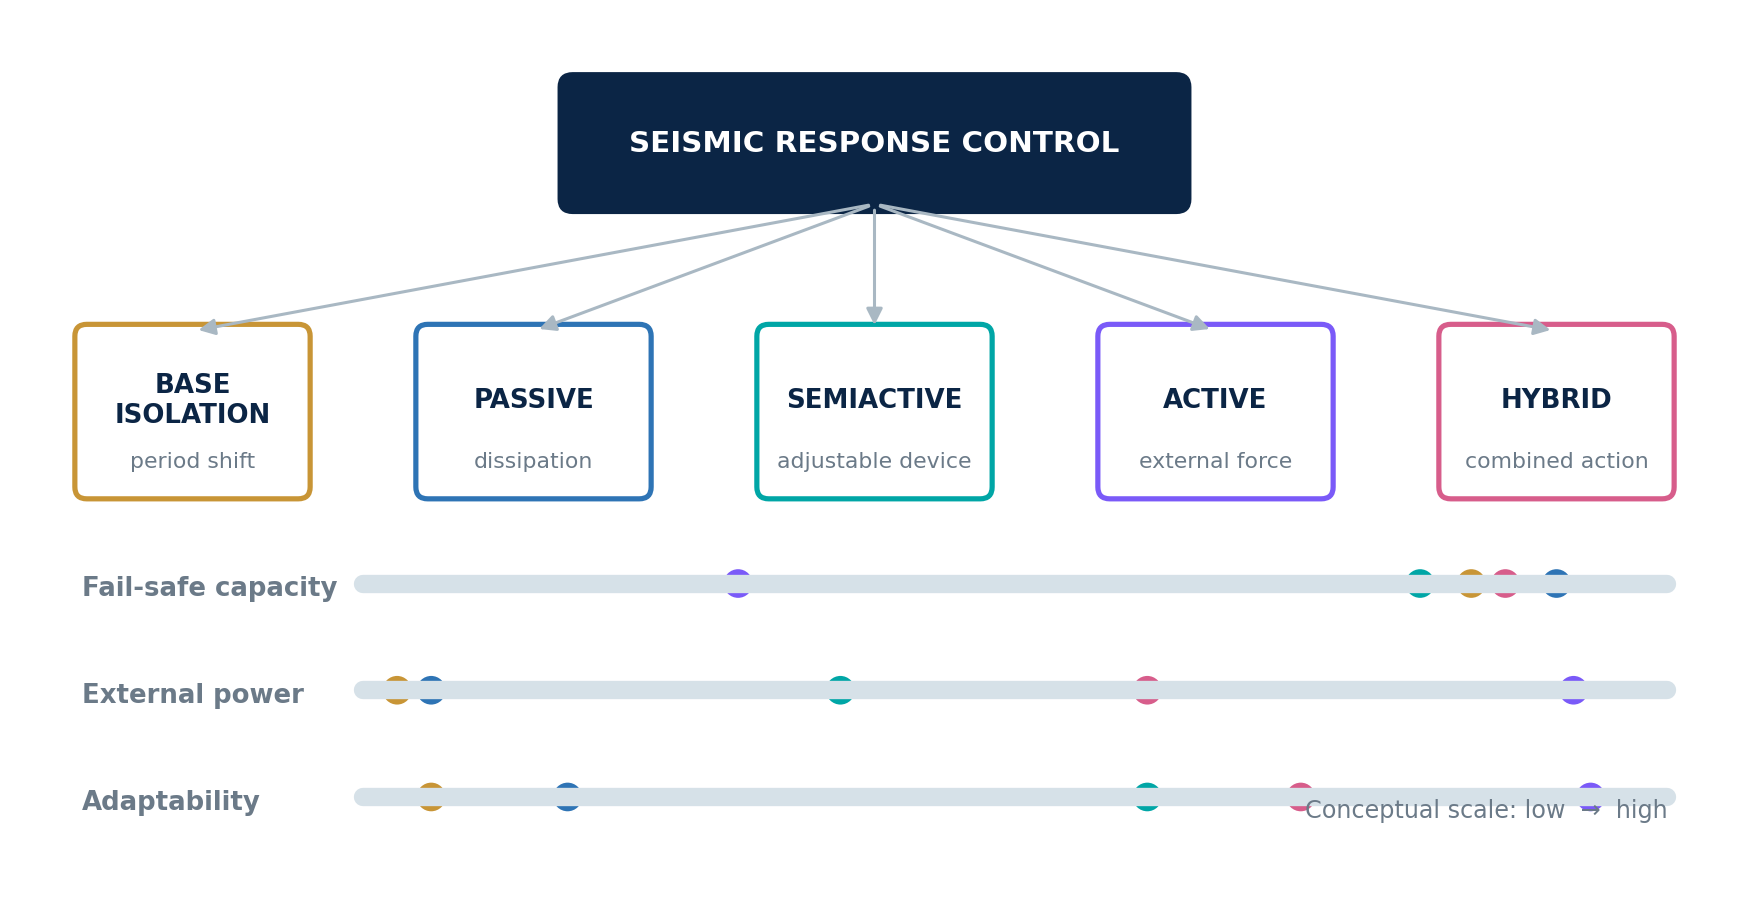 SEISMIC RESPONSE CONTROL
BASE
ISOLATION
period shift
PASSIVE
dissipation
SEMIACTIVE
adjustable device
ACTIVE
external force
HYBRID
combined action
Fail-safe capacity
External power
Adaptability
Conceptual scale: low → high